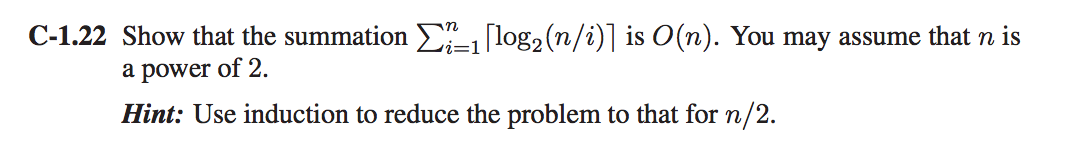 C-1.22 Show that the summation ∑ⁿᵢ₌₁⌈log₂(n/i)⌉ is O(n). You may assume that n is
a power of 2.
Hint: Use induction to reduce the problem to that for n/2.